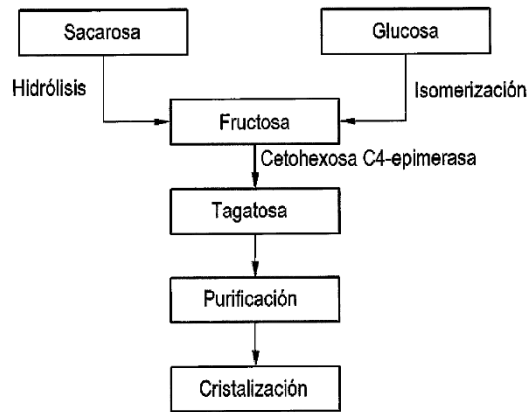 Sacarosa
Glucosa
Hidrólisis
Isomerización
Fructosa
Cetohexosa C4-epimerasa
Tagatosa
Purificación
Cristalización